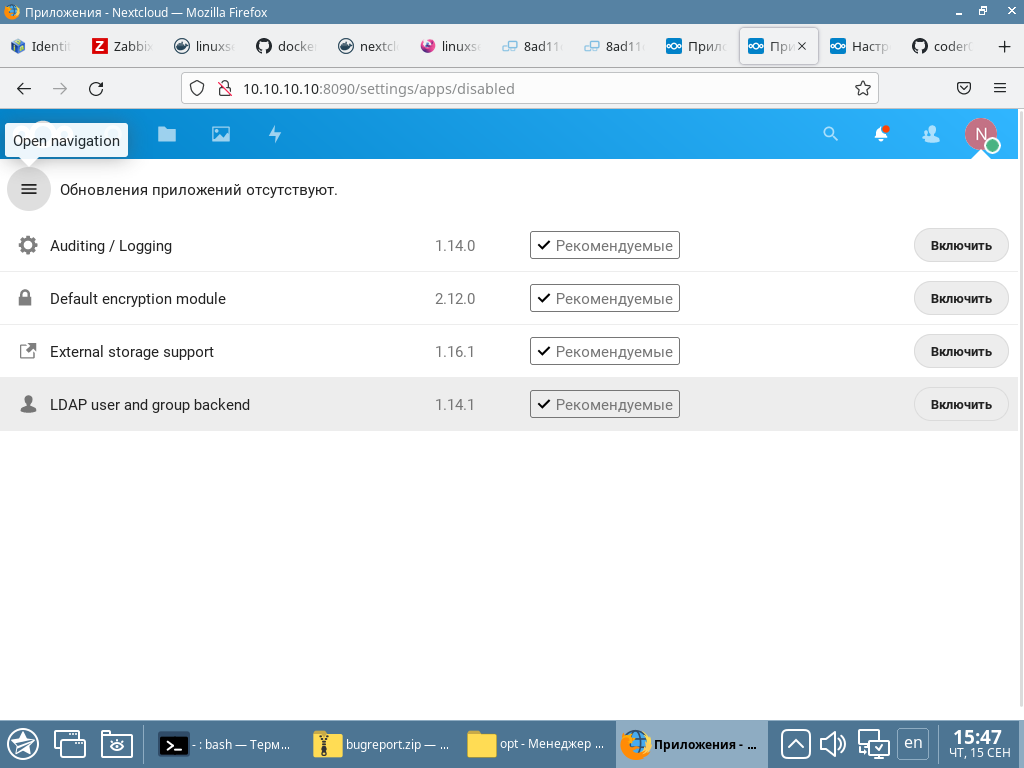 Приложения - Nextcloud — Mozilla Firefox
Identi
Zabbix
linuxse
docke
nextcl
linuxse
8ad11
8ad11
Прило
При
Настр
coder
10.10.10.10:8090/settings/apps/disabled
N
Open navigation
Обновления приложений отсутствуют.
Auditing / Logging 1.14.0 Рекомендуемые Включить
Default encryption module 2.12.0 Рекомендуемые Включить
External storage support 1.16.1 Рекомендуемые Включить
LDAP user and group backend 1.14.1 Рекомендуемые Включить
- : bash — Терм...
bugreport.zip — ...
opt - Менеджер ...
Приложения - ...
en
15:47
ЧТ, 15 СЕН